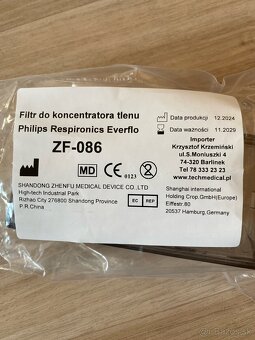 Filtr do koncentratora tlenu
Philips Respironics Everflo
ZF-086
Data produkcji 12.2024
Data ważności 11.2029
Importer
Krzysztof Krzemiński
ul.S.Moniuszki 4
74-320 Barlinek
Tel 78 333 23 23
www.techmedical.pl
MD
CE 0123
2
SHANDONG ZHENFU MEDICAL DEVICE CO.,LTD
High-tech Industrial Park
Rizhao City 276800 Shandong Province
P.R.China
EC REP
Shanghai international
Holding Crop.GmbH(Europe)
Eiffestr.80
20537 Hamburg,Germany